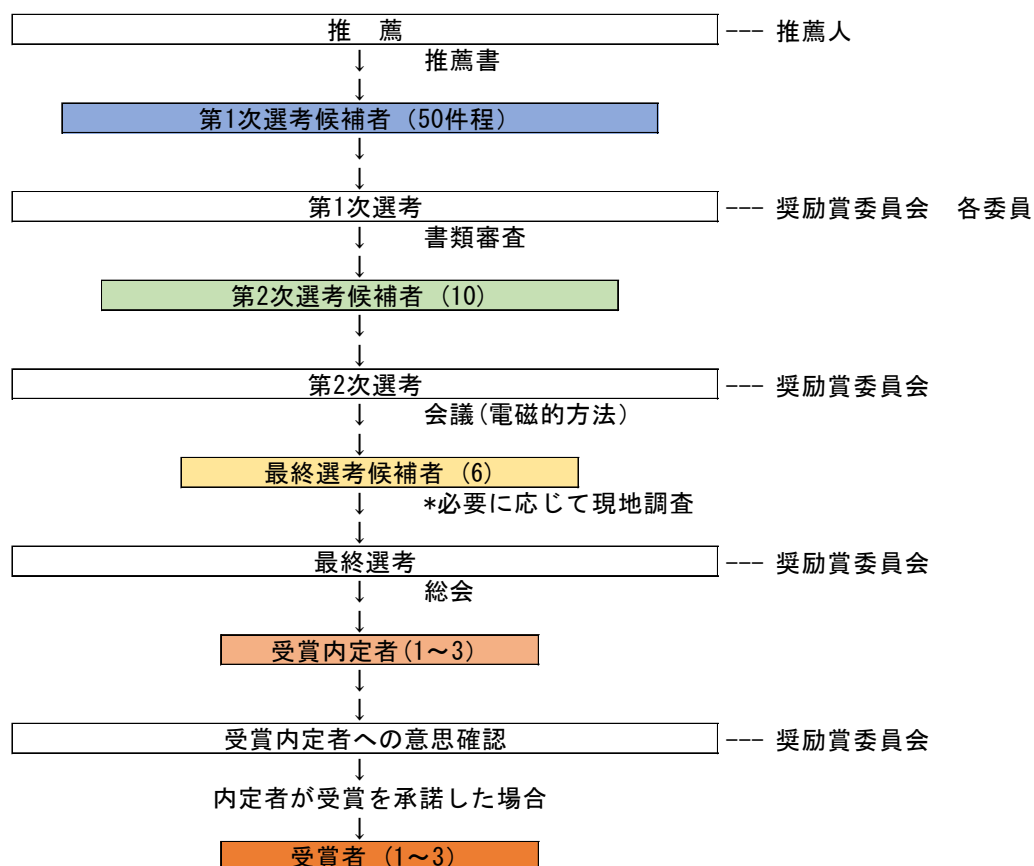 推　薦 --- 推薦人
↓ 推薦書
↓
第1次選考候補者 (50件程)
↓
↓
第1次選考 --- 奨励賞委員会　各委員
↓ 書類審査
↓
第2次選考候補者 (10)
↓
↓
第2次選考 --- 奨励賞委員会
↓ 会議(電磁的方法)
↓
最終選考候補者 (6)
↓ *必要に応じて現地調査
↓
最終選考 --- 奨励賞委員会
↓ 総会
↓
受賞内定者(1～3)
↓
↓
受賞内定者への意思確認 --- 奨励賞委員会
↓
内定者が受賞を承諾した場合
↓
受賞者 (1～3)